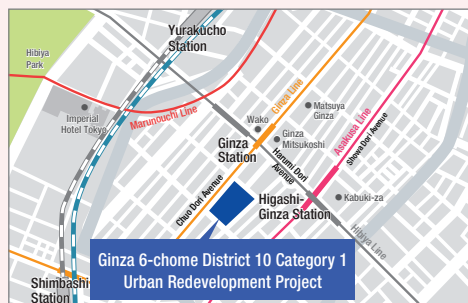 Yurakucho
Station
Hibiya
Park
Imperial
Hotel Tokyo
Marunouchi Line
Ginza Line
Matsuya
Ginza
Wako
Ginza
Mitsukoshi
Asakusa Line
Showa Dori Avenue
Ginza
Station
Harumi Dori
Avenue
Chuo Dori Avenue
Higashi-
Ginza Station
Kabuki-za
Hibiya Line
Ginza 6-chome District 10 Category 1
Urban Redevelopment Project
Shimbashi
Station